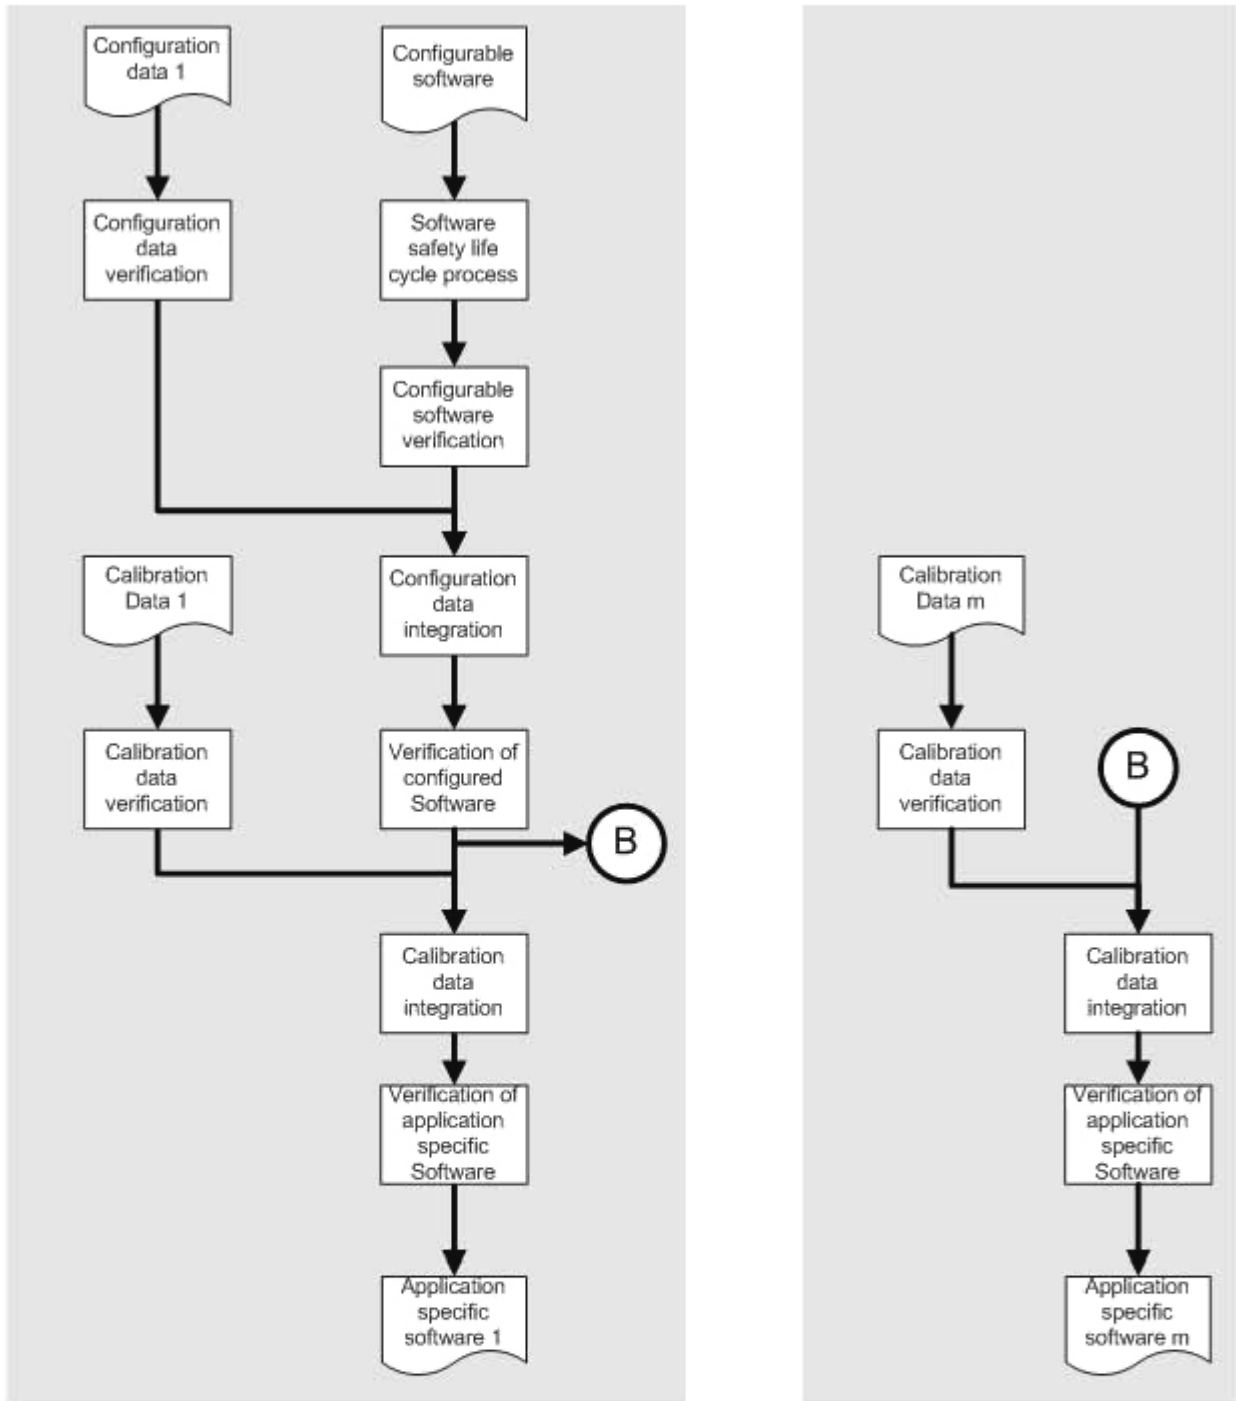 Configuration
data 1
Configurable
software
Configuration
data
verification
Software
safety life
cycle process
Configurable
software
verification
Calibration
Data 1
Configuration
data
integration
Calibration
data
verification
Verification of
configured
Software
B
Calibration
data
integration
Verification of
application
specific
Software
Application
specific
software 1
Calibration
Data m
Calibration
data
verification
B
Calibration
data
integration
Verification of
application
specific
Software
Application
specific
software m